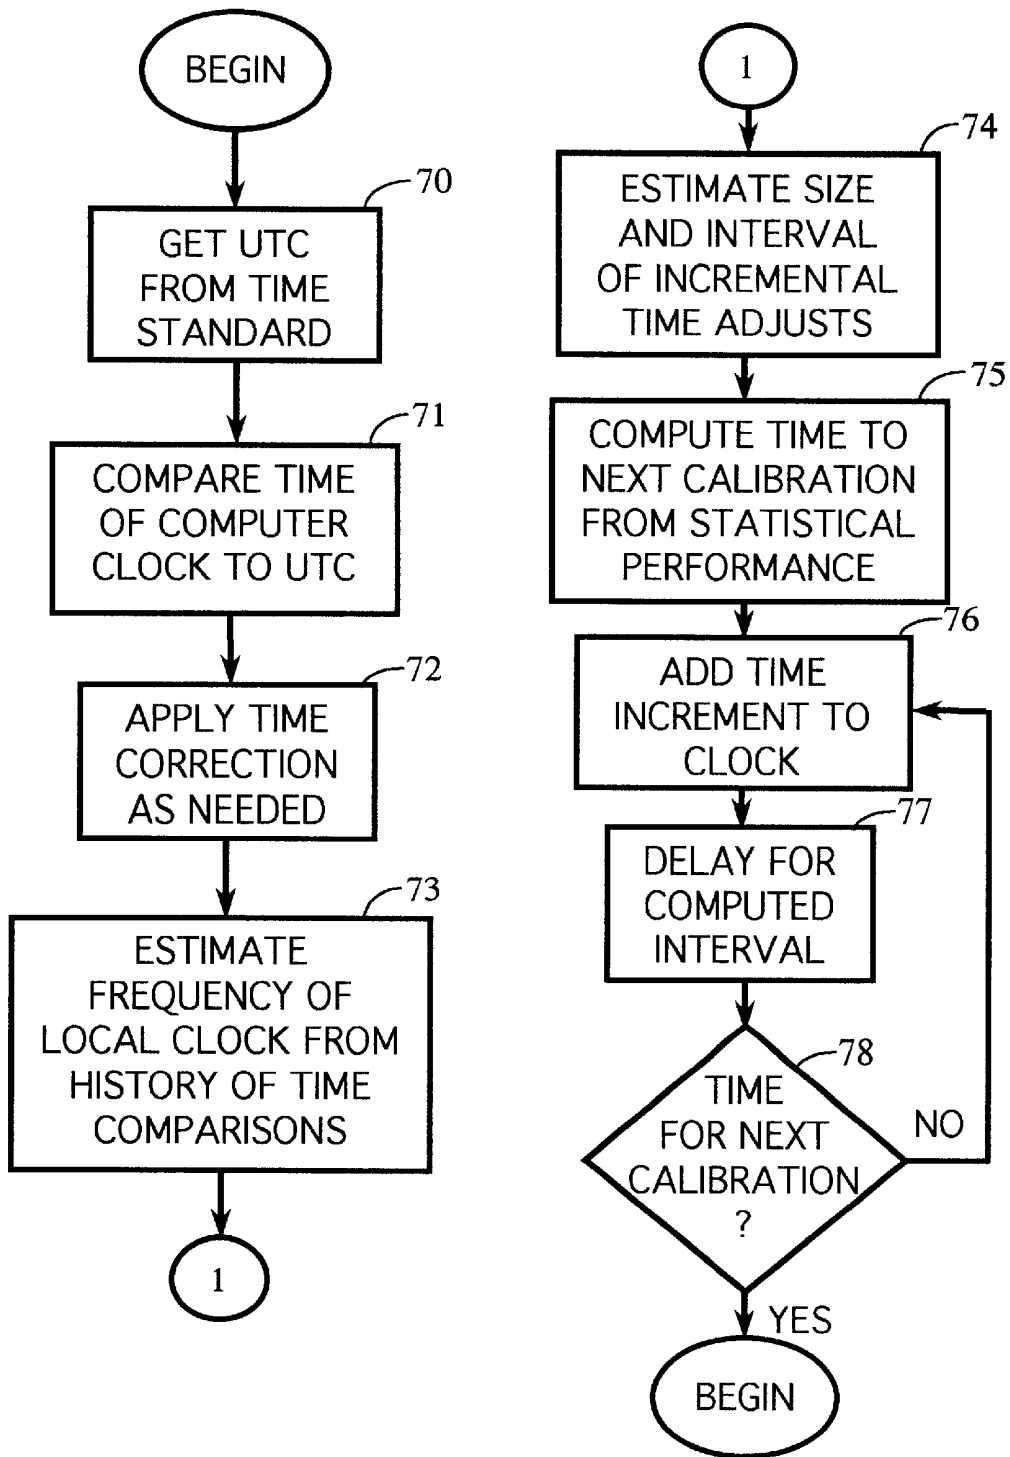 BEGIN
70
GET UTC
FROM TIME
STANDARD
71
COMPARE TIME
OF COMPUTER
CLOCK TO UTC
72
APPLY TIME
CORRECTION
AS NEEDED
73
ESTIMATE
FREQUENCY OF
LOCAL CLOCK FROM
HISTORY OF TIME
COMPARISONS
1
1
74
ESTIMATE SIZE
AND INTERVAL
OF INCREMENTAL
TIME ADJUSTS
75
COMPUTE TIME TO
NEXT CALIBRATION
FROM STATISTICAL
PERFORMANCE
76
ADD TIME
INCREMENT TO
CLOCK
77
DELAY FOR
COMPUTED
INTERVAL
78
TIME
FOR NEXT
CALIBRATION
?
NO
YES
BEGIN